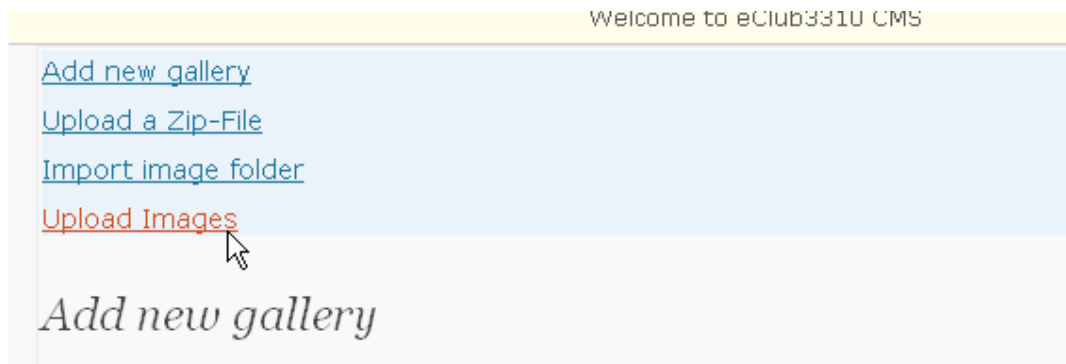 Welcome to eClub3310 CMS
Add new gallery
Upload a Zip-File
Import image folder
Upload Images
Add new gallery